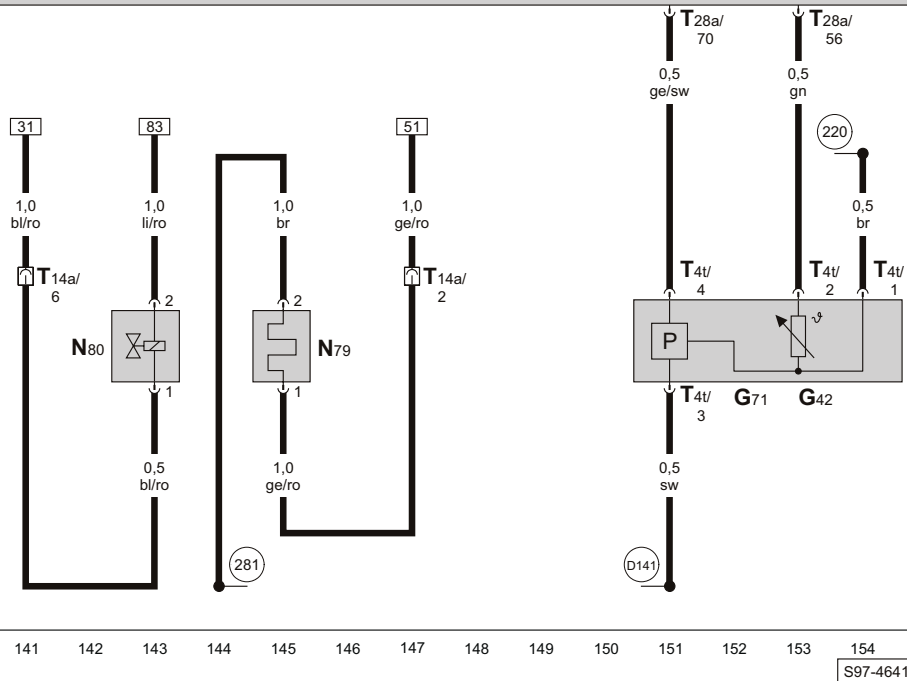 T28a/
70
T28a/
56
0,5
ge/sw
0,5
gn
31
83
51
220
1,0
bl/ro
1,0
li/ro
1,0
br
1,0
ge/ro
0,5
br
T14a/
6
T14a/
2
T4t/
4
T4t/
2
T4t/
1
2
2
N80
N79
P
ϑ
1
1
T4t/
3
G71
G42
0,5
bl/ro
1,0
ge/ro
0,5
sw
281
D141
141 142 143 144 145 146 147 148 149 150 151 152 153 154
S97-4641